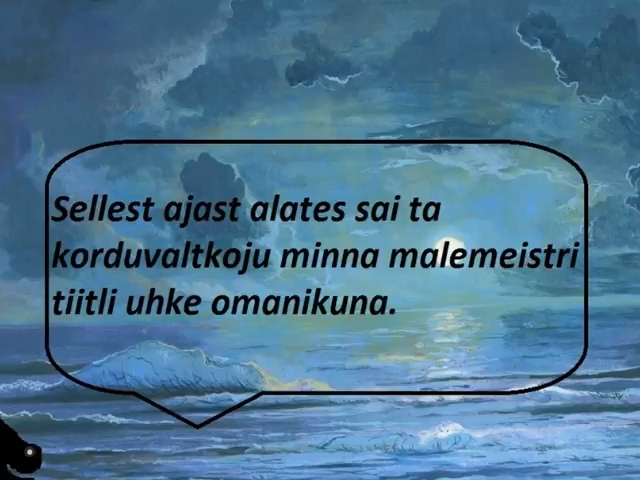 Sellest ajast alates sai ta
korduvaltkoju minna malemeistri
tiitli uhke omanikuna.